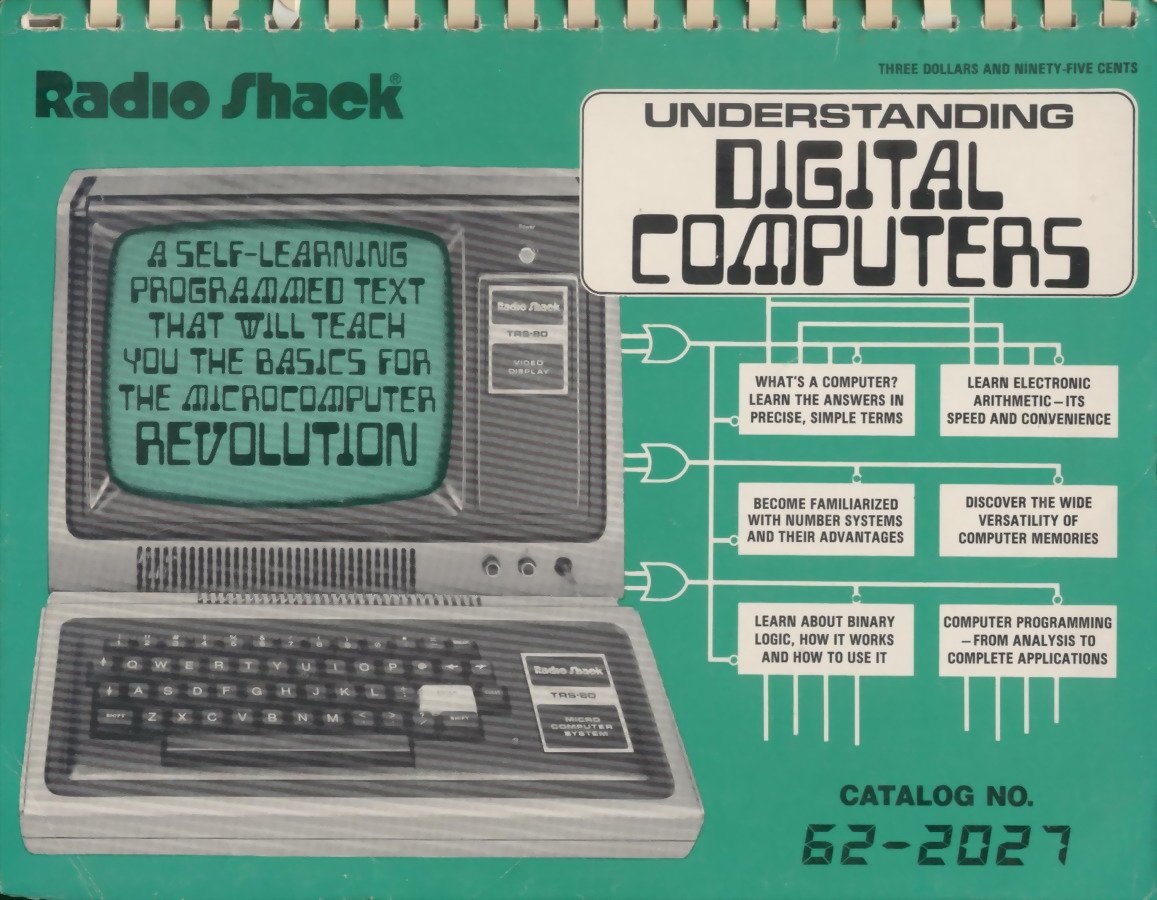 THREE DOLLARS AND NINETY-FIVE CENTS
Radio Shack®
UNDERSTANDING
DIGITAL
COMPUTERS
A SELF-LEARNING
PROGRAMMED TEXT
THAT WILL TEACH
YOU THE BASICS FOR
THE MICROCOMPUTER
REVOLUTION
Power
Radio Shack
TRS-80
VIDEO
DISPLAY
WHAT'S A COMPUTER?
LEARN THE ANSWERS IN
PRECISE, SIMPLE TERMS
LEARN ELECTRONIC
ARITHMETIC—ITS
SPEED AND CONVENIENCE
BECOME FAMILIARIZED
WITH NUMBER SYSTEMS
AND THEIR ADVANTAGES
DISCOVER THE WIDE
VERSATILITY OF
COMPUTER MEMORIES
LEARN ABOUT BINARY
LOGIC, HOW IT WORKS
AND HOW TO USE IT
COMPUTER PROGRAMMING
—FROM ANALYSIS TO
COMPLETE APPLICATIONS
Q W E R T Y U I O P
A S D F G H J K L
SHIFT Z X C V B N M < > ? / SHIFT
Radio Shack
TRS-80
MICRO
COMPUTER
SYSTEM
CATALOG NO.
62-2027